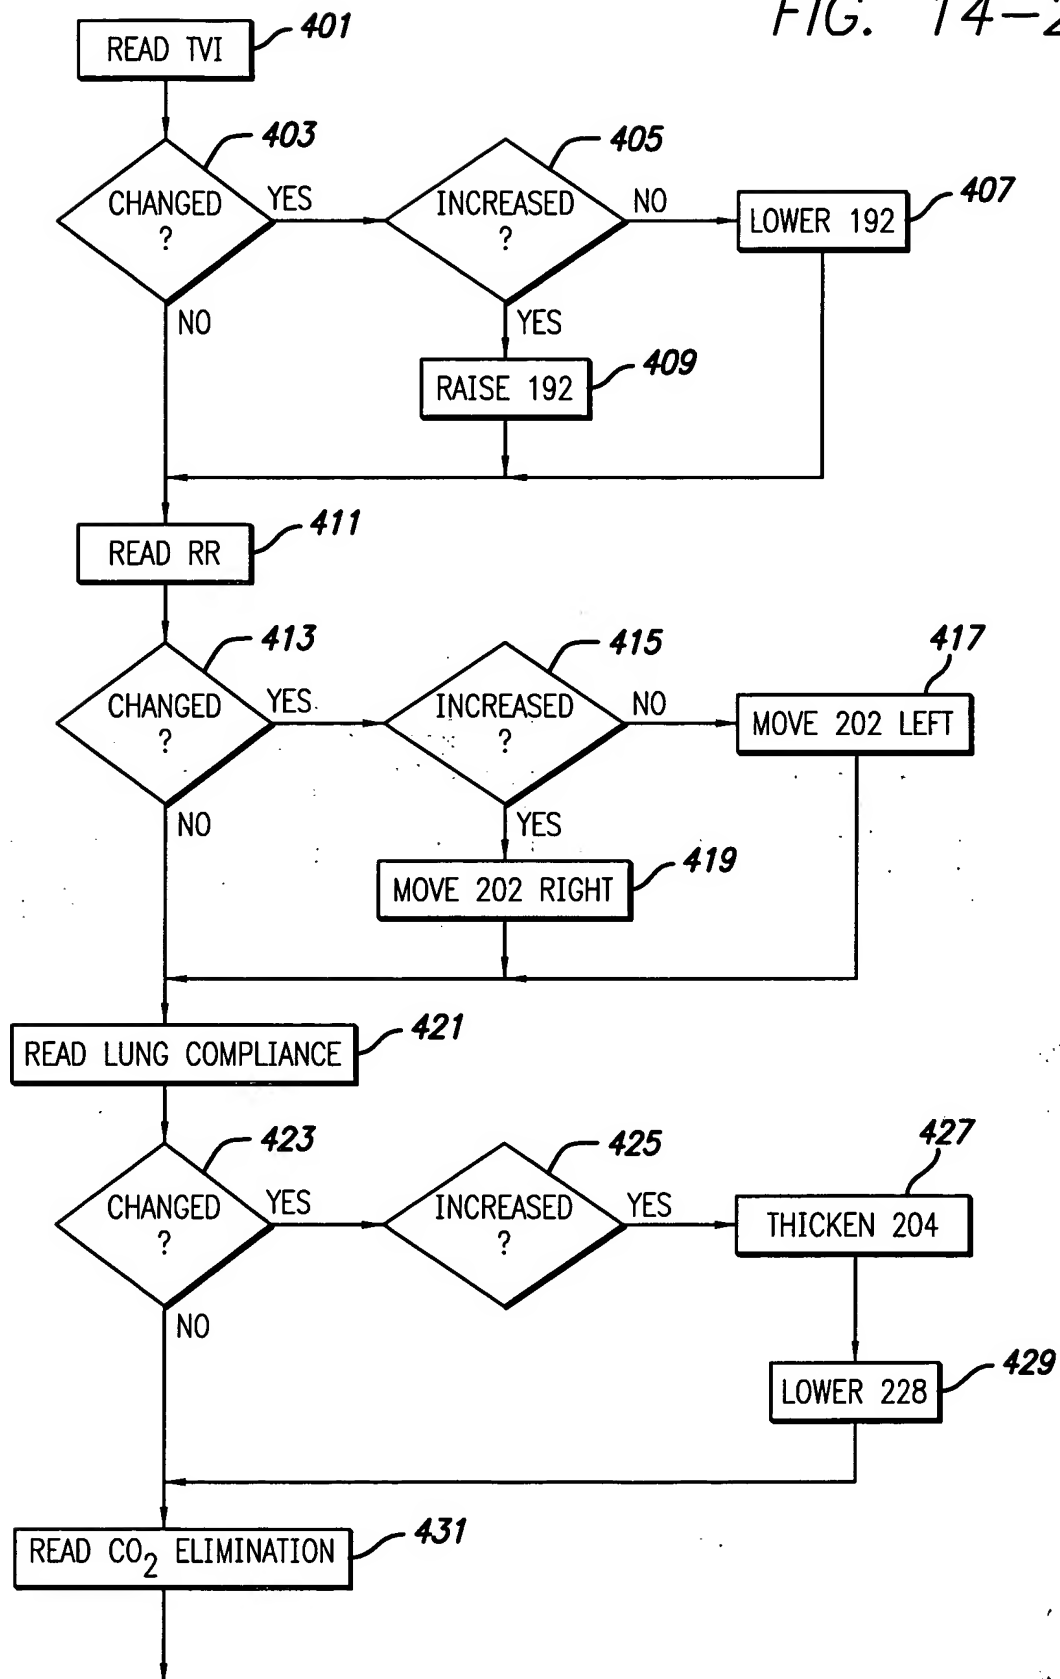 FIG. 14-2
READ TVI
401
CHANGED
?
403
YES
NO
INCREASED
?
405
NO
YES
LOWER 192
407
RAISE 192
409
READ RR
411
CHANGED
?
413
YES
NO
INCREASED
?
415
NO
YES
MOVE 202 LEFT
417
MOVE 202 RIGHT
419
READ LUNG COMPLIANCE
421
CHANGED
?
423
YES
NO
INCREASED
?
425
YES
THICKEN 204
427
LOWER 228
429
READ CO₂ ELIMINATION
431